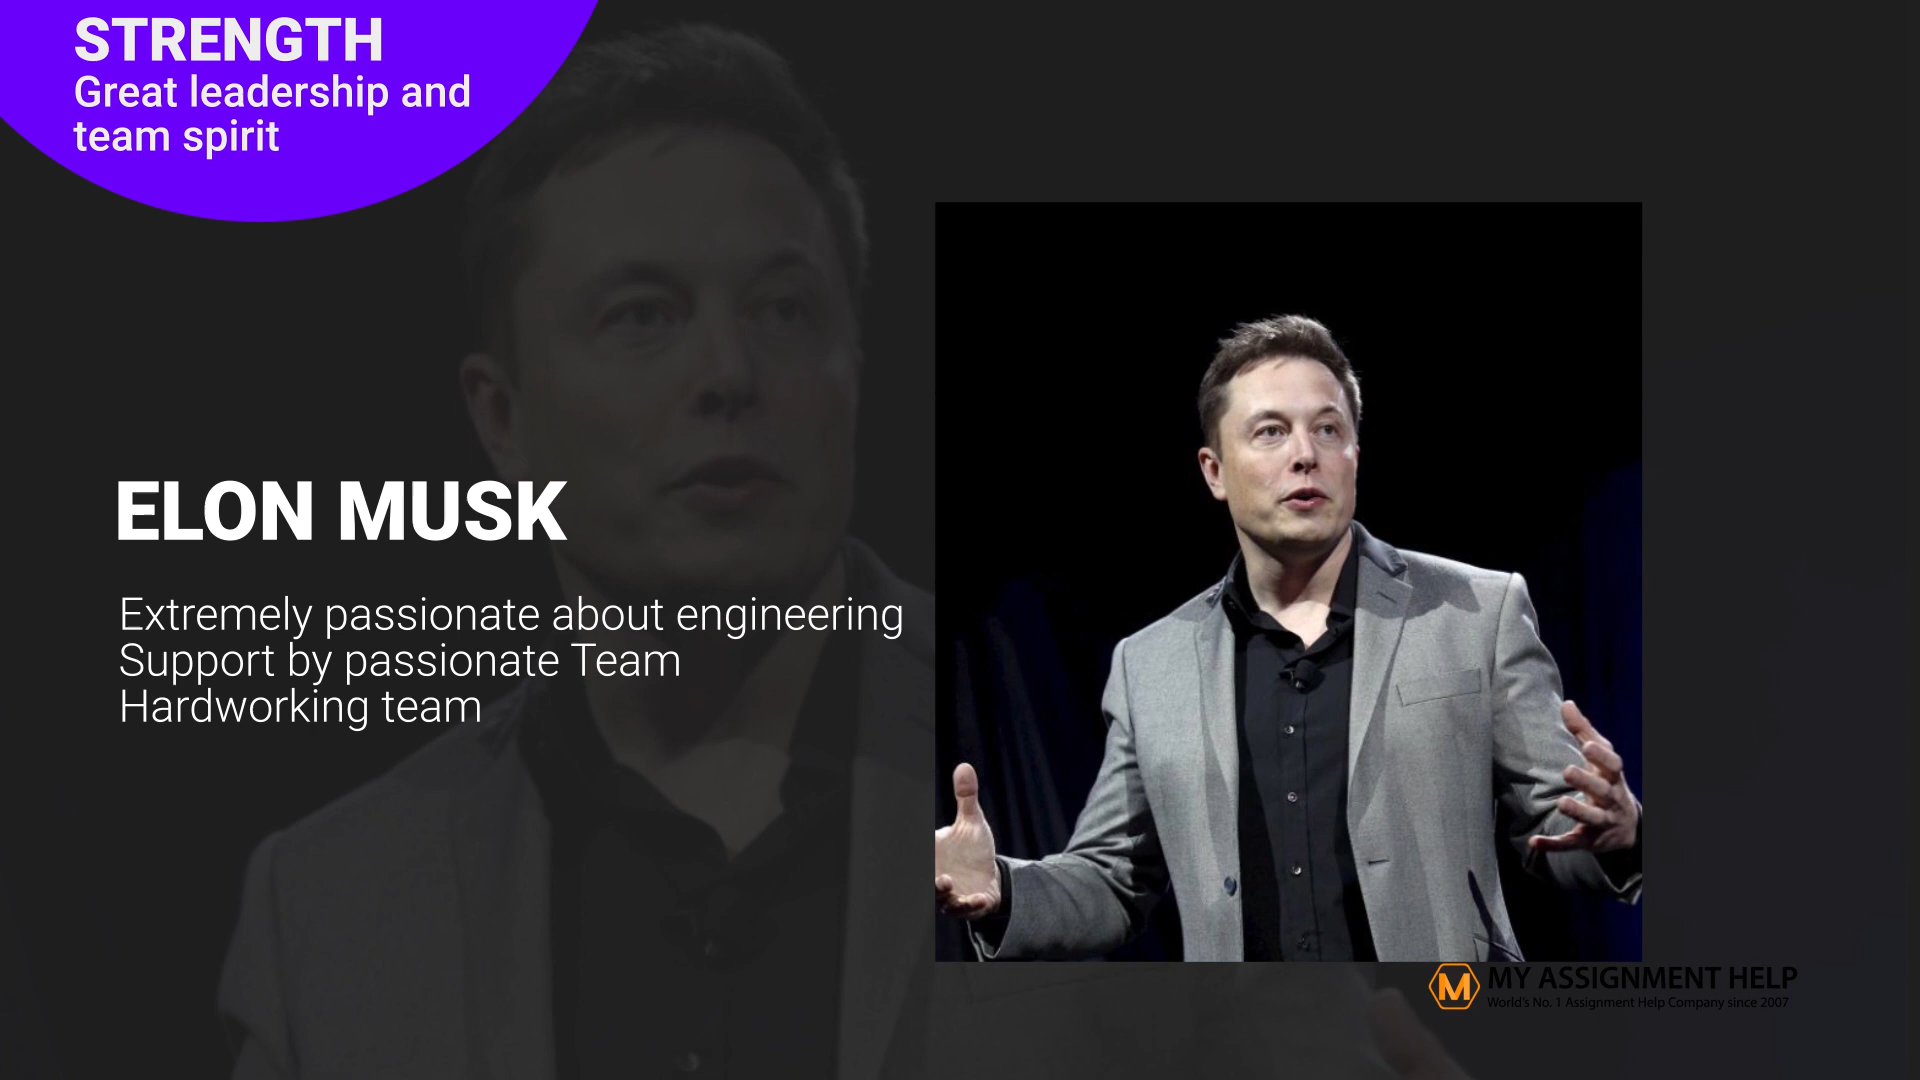 STRENGTH
Great leadership and
team spirit
ELON MUSK
Extremely passionate about engineering
Support by passionate Team
Hardworking team
M MY ASSIGNMENT HELP
World's No. 1 Assignment Help Company since 2007